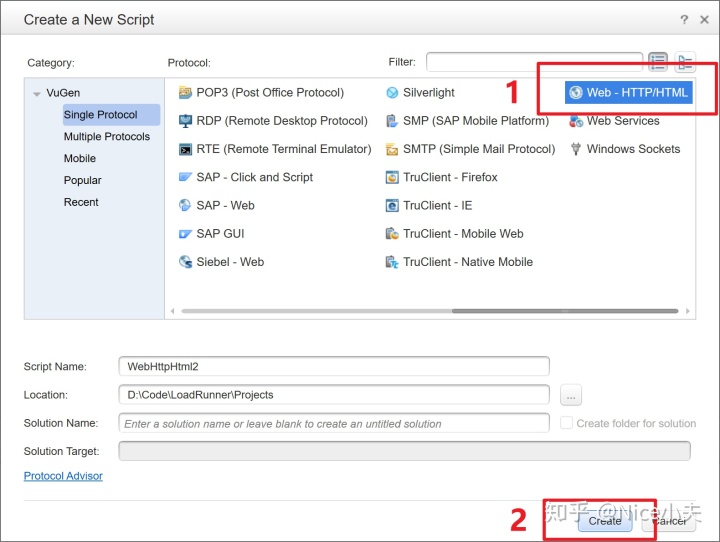 Create a New Script
? ×
Category:
Protocol:
Filter:
VuGen
Single Protocol
Multiple Protocols
Mobile
Popular
Recent
POP3 (Post Office Protocol)
RDP (Remote Desktop Protocol)
RTE (Remote Terminal Emulator)
SAP - Click and Script
SAP - Web
SAP GUI
Siebel - Web
Silverlight
SMP (SAP Mobile Platform)
SMTP (Simple Mail Protocol)
TruClient - Firefox
TruClient - IE
TruClient - Mobile Web
TruClient - Native Mobile
1
Web - HTTP/HTML
Web Services
Windows Sockets
Script Name: WebHttpHtml2
Location: D:\Code\LoadRunner\Projects ...
Solution Name: Enter a solution name or leave blank to create an untitled solution Create folder for solution
Solution Target:
Protocol Advisor
2
Create Cancel
知乎 @Nice小夫